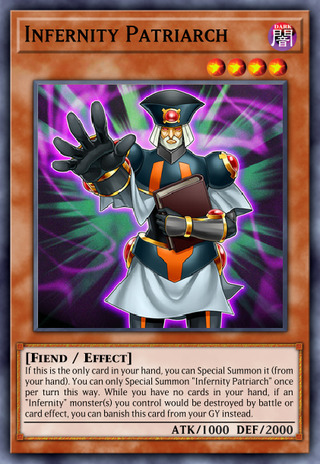 Infernity Patriarch
DARK
闇
[Fiend / Effect]
If this is the only card in your hand, you can Special Summon it (from
your hand). You can only Special Summon "Infernity Patriarch" once
per turn this way. While you have no cards in your hand, if an
"Infernity" monster(s) you control would be destroyed by battle or
card effect, you can banish this card from your GY instead.
ATK/1000 DEF/2000